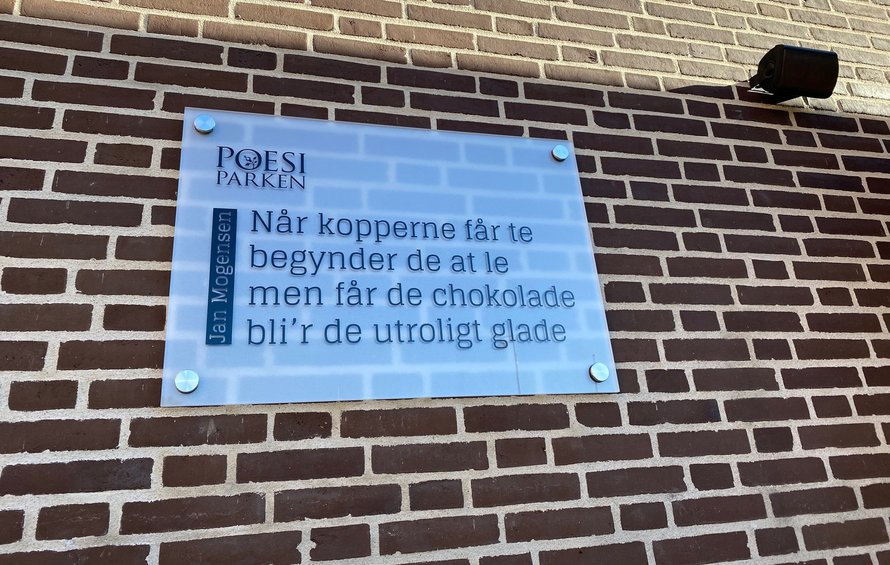 POESI
PARKEN
Jan Mogensen
Når kopperne får te
begynder de at le
men får de chokolade
bli'r de utroligt glade